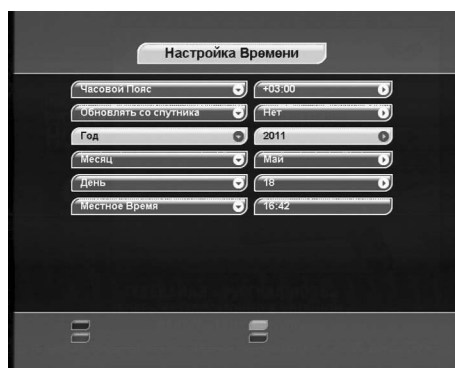 Настройка Времени
Часовой Пояс +03:00
Обновлять со спутника Нет
Год 2011
Месяц Май
День 18
Местное Время 16:42